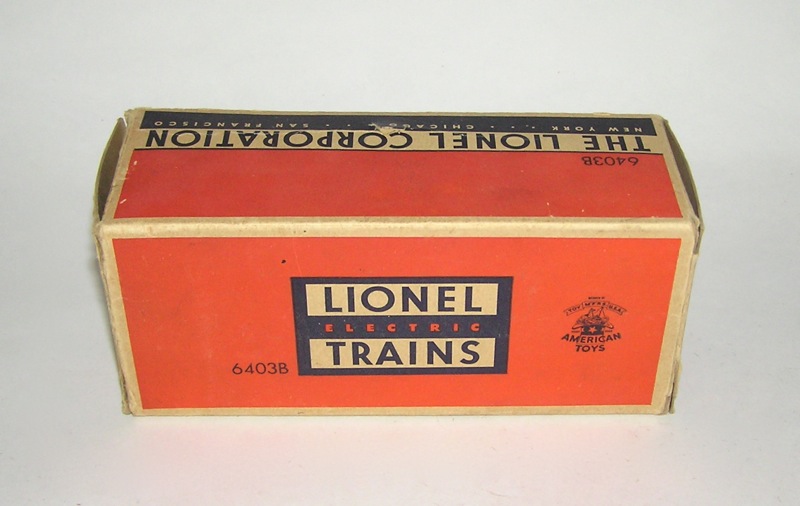 NEW YORK · · · CHICAGO · · · SAN FRANCISCO
THE LIONEL CORPORATION
6403B
LIONEL
ELECTRIC
TRAINS
6403B
AMERICAN
TOYS